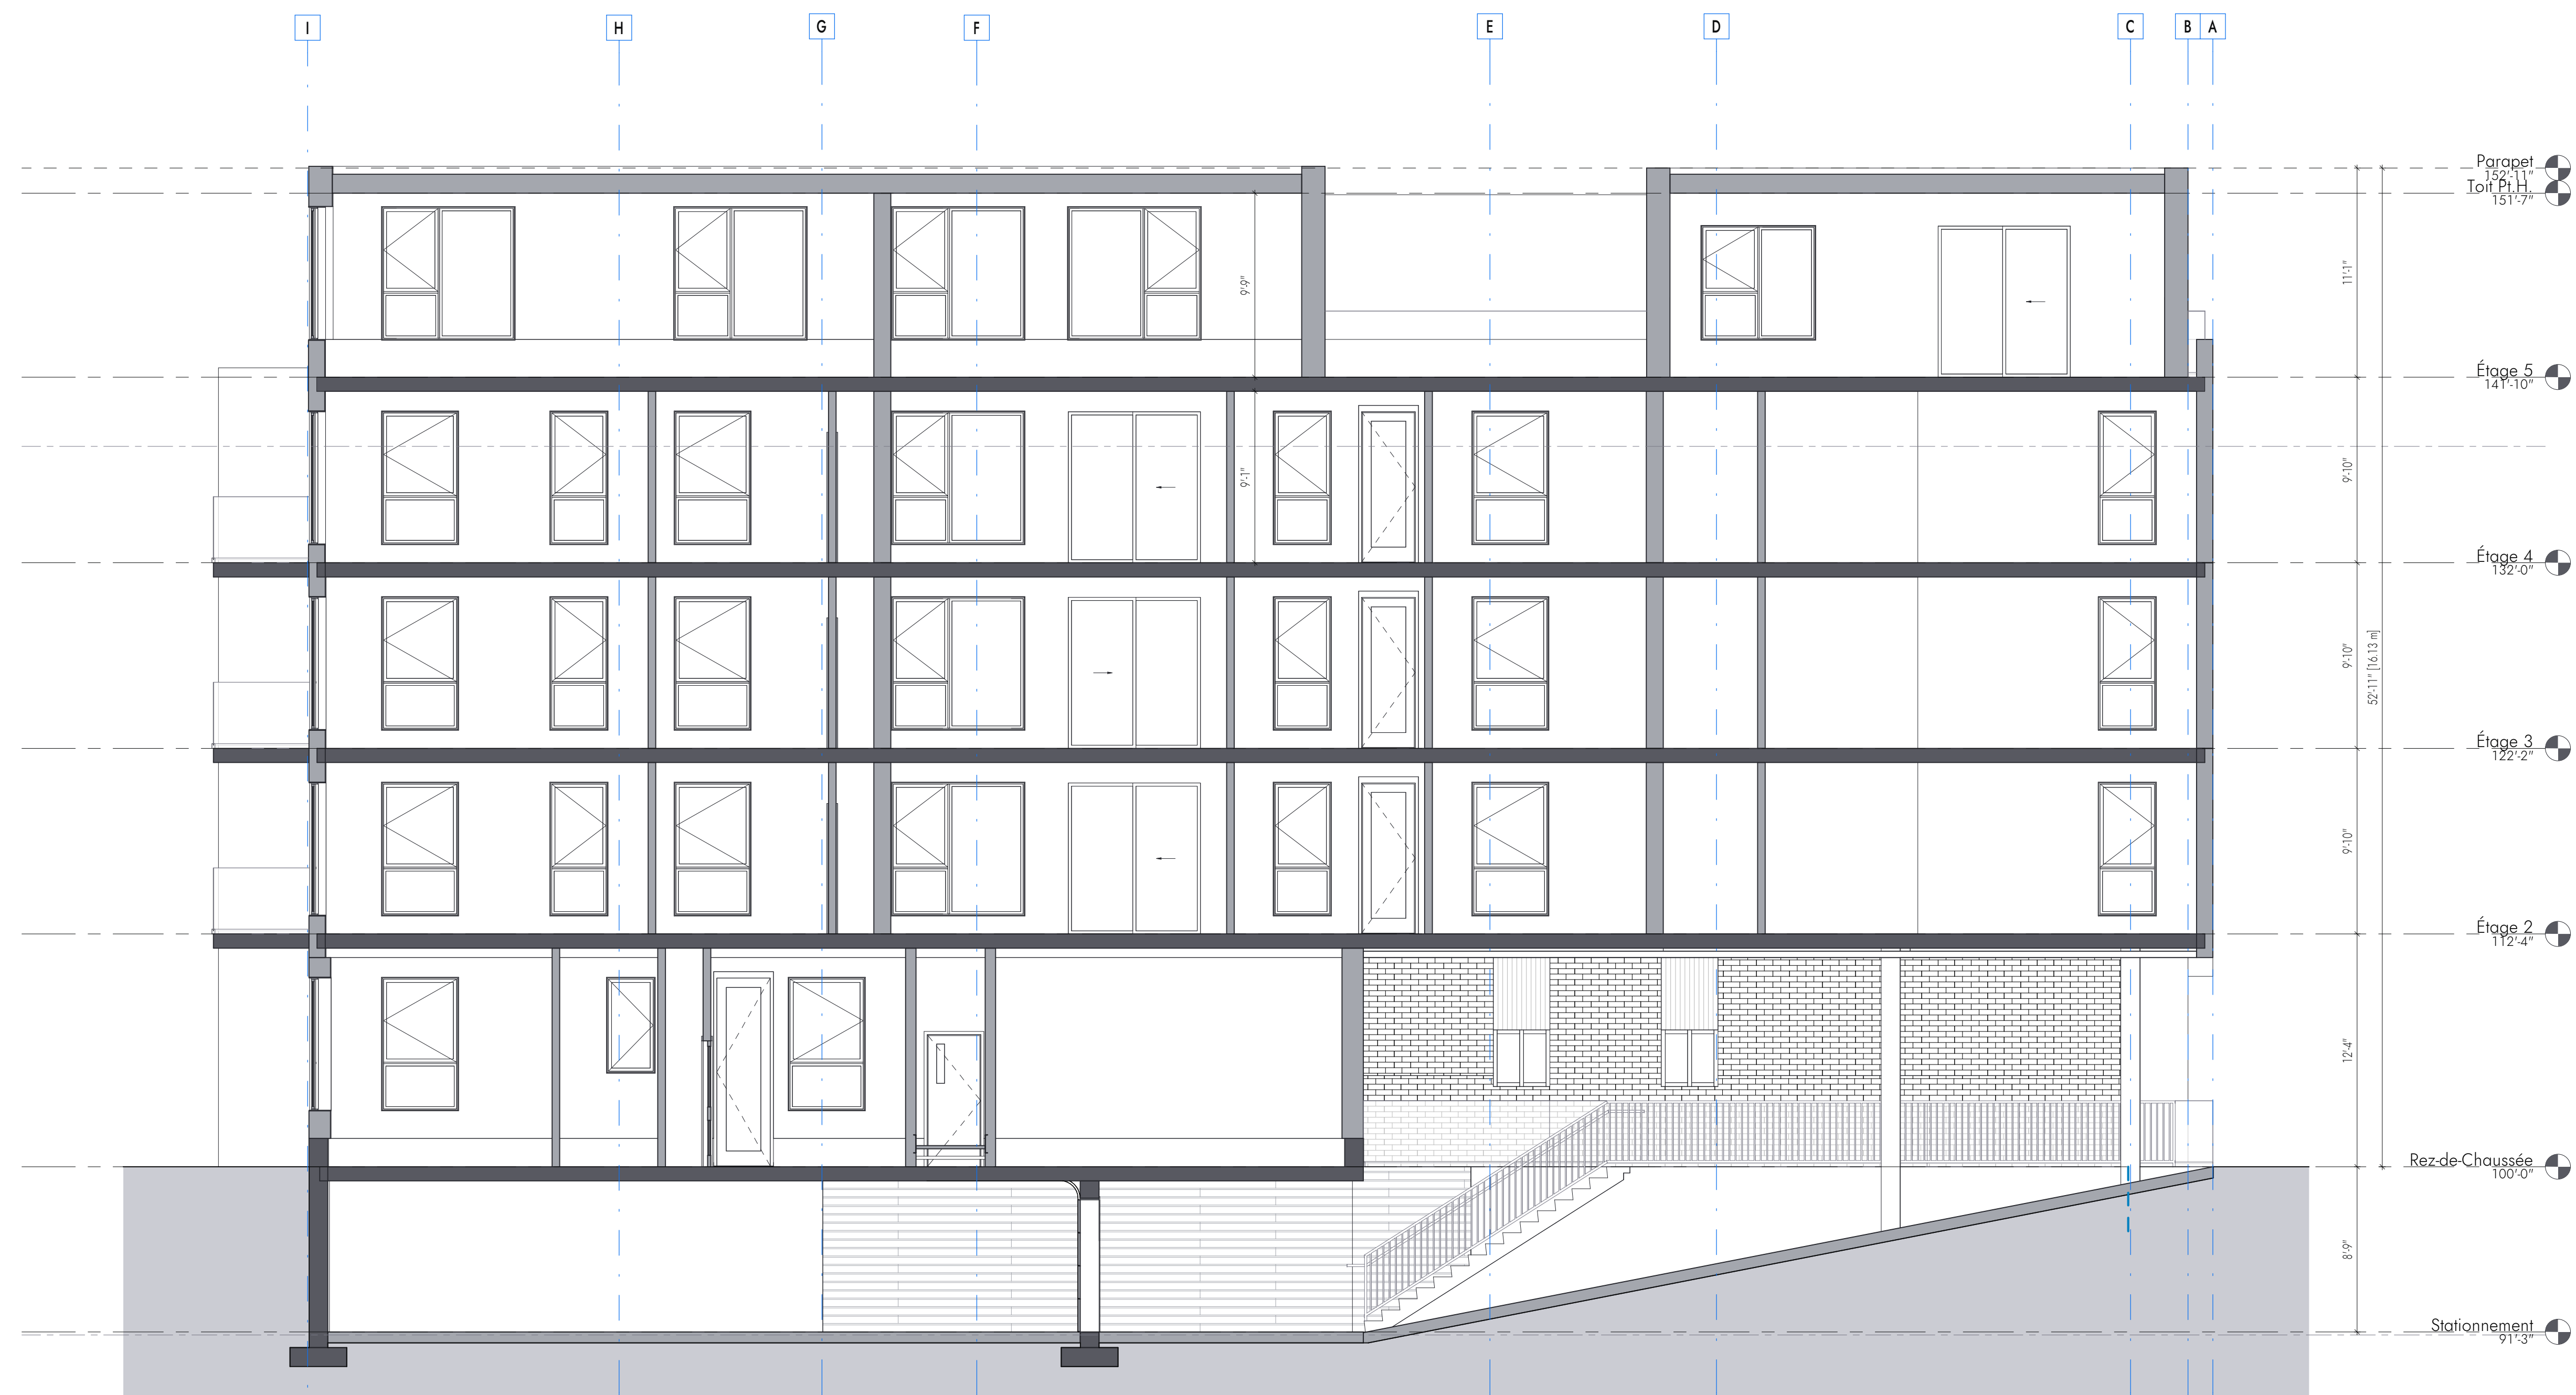 I H G F E D C B A
Parapet
152'-11"
Toit Pt.H.
151'-7"
9'-9"
11'-1"
Étage 5
141'-10"
9'-1"
9'-10"
Étage 4
132'-0"
9'-10"
52'-11" [16.13 m]
Étage 3
122'-2"
9'-10"
Étage 2
112'-4"
12'-4"
Rez-de-Chaussée
100'-0"
8'-9"
Stationnement
91'-3"